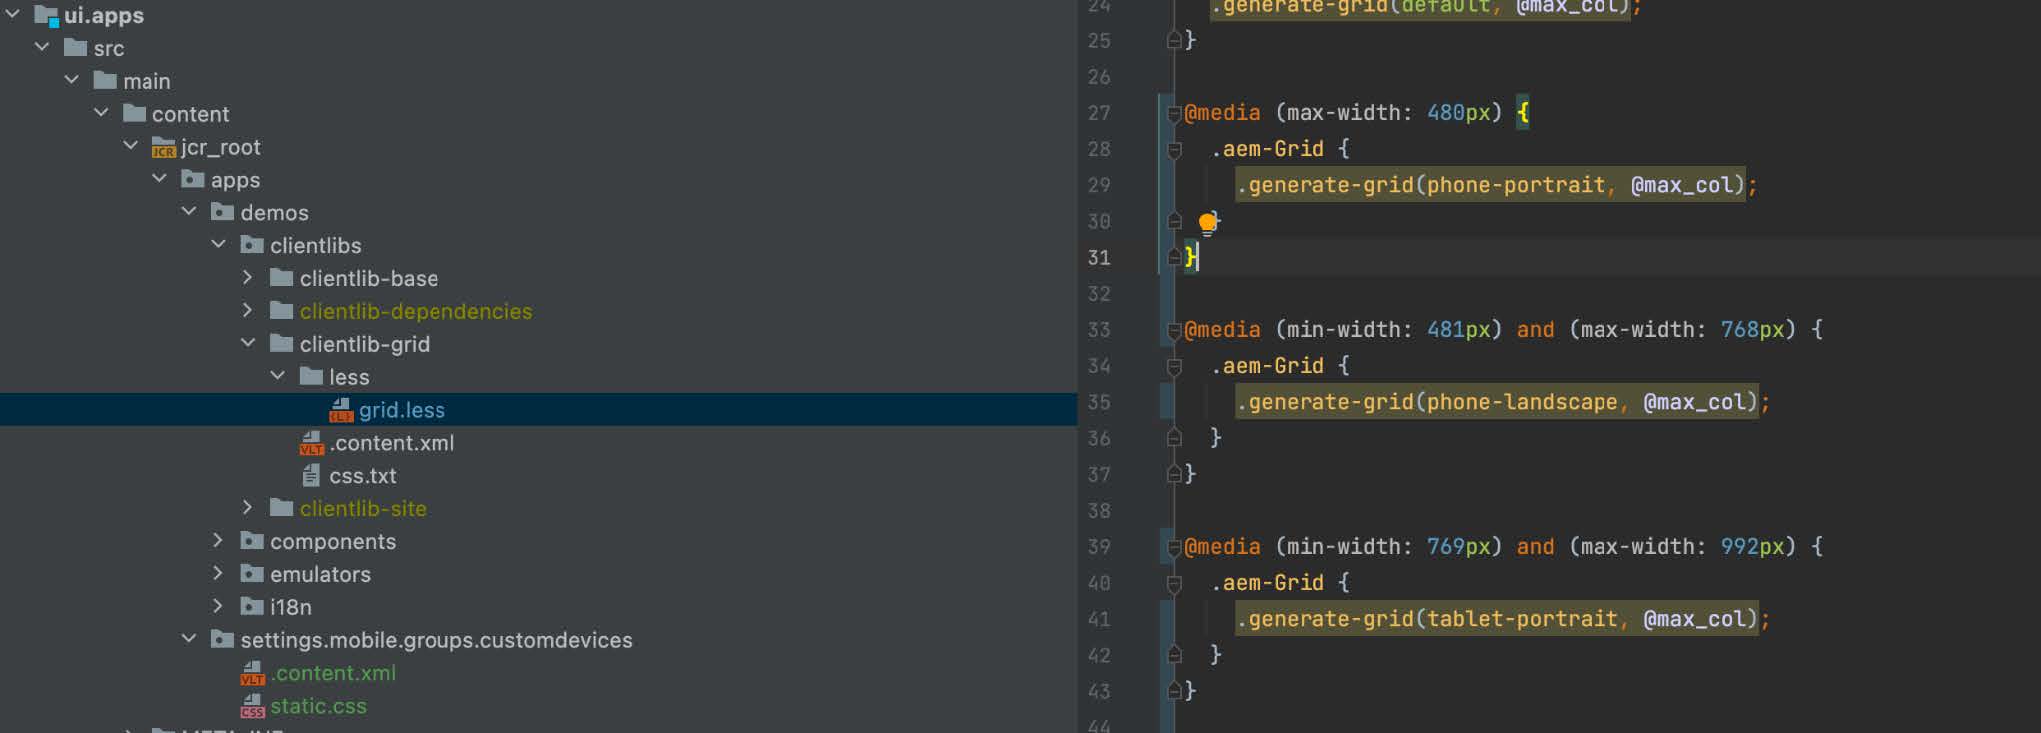 ui.apps
src
main
content
jcr_root
apps
demos
clientlibs
clientlib-base
clientlib-dependencies
clientlib-grid
less
grid.less
.content.xml
css.txt
clientlib-site
components
emulators
i18n
settings.mobile.groups.customdevices
.content.xml
static.css
META-INF
24 .generate-grid(default, @max_col);
25 }
26
27 @media (max-width: 480px) {
28 .aem-Grid {
29 .generate-grid(phone-portrait, @max_col);
30 }
31 }
32
33 @media (min-width: 481px) and (max-width: 768px) {
34 .aem-Grid {
35 .generate-grid(phone-landscape, @max_col);
36 }
37 }
38
39 @media (min-width: 769px) and (max-width: 992px) {
40 .aem-Grid {
41 .generate-grid(tablet-portrait, @max_col);
42 }
43 }
44